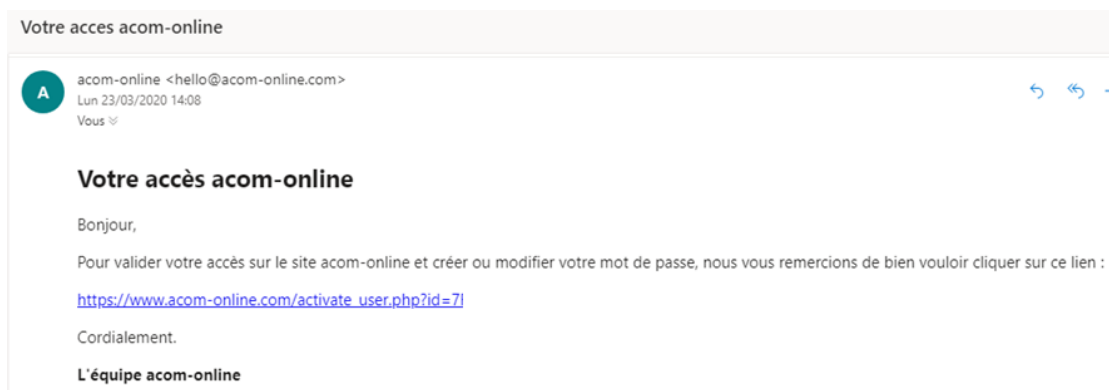 Votre acces acom-online
A
acom-online <hello@acom-online.com>
Lun 23/03/2020 14:08
Vous
Votre accès acom-online
Bonjour,
Pour valider votre accès sur le site acom-online et créer ou modifier votre mot de passe, nous vous remercions de bien vouloir cliquer sur ce lien :
https://www.acom-online.com/activate_user.php?id=7
Cordialement.
L'équipe acom-online